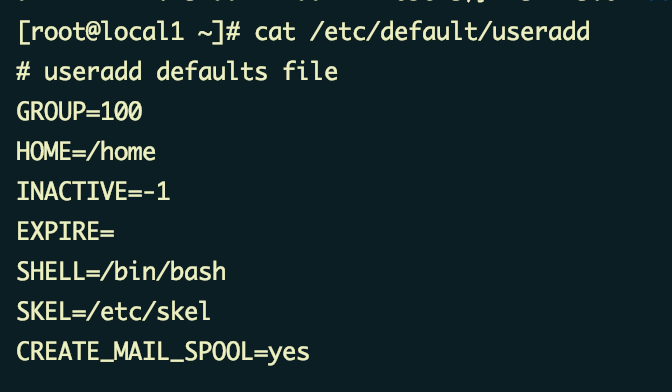 [root@local1 ~]# cat /etc/default/useradd
# useradd defaults file
GROUP=100
HOME=/home
INACTIVE=-1
EXPIRE=
SHELL=/bin/bash
SKEL=/etc/skel
CREATE_MAIL_SPOOL=yes